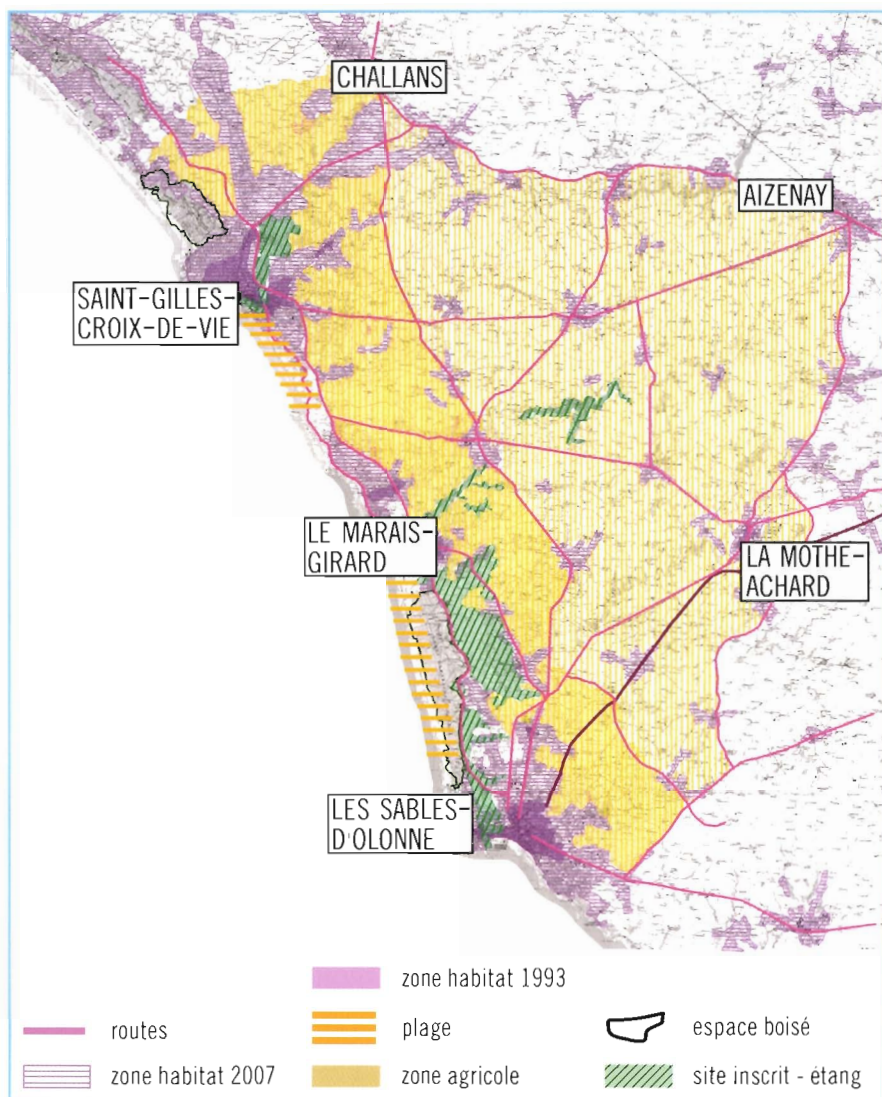 CHALLANS
AIZENAY
SAINT-GILLES-
CROIX-DE-VIE
LE MARAIS-
GIRARD
LA MOTHE-
ACHARD
LES SABLES-
D'OLONNE
zone habitat 1993
routes
plage
espace boisé
zone habitat 2007
zone agricole
site inscrit - étang